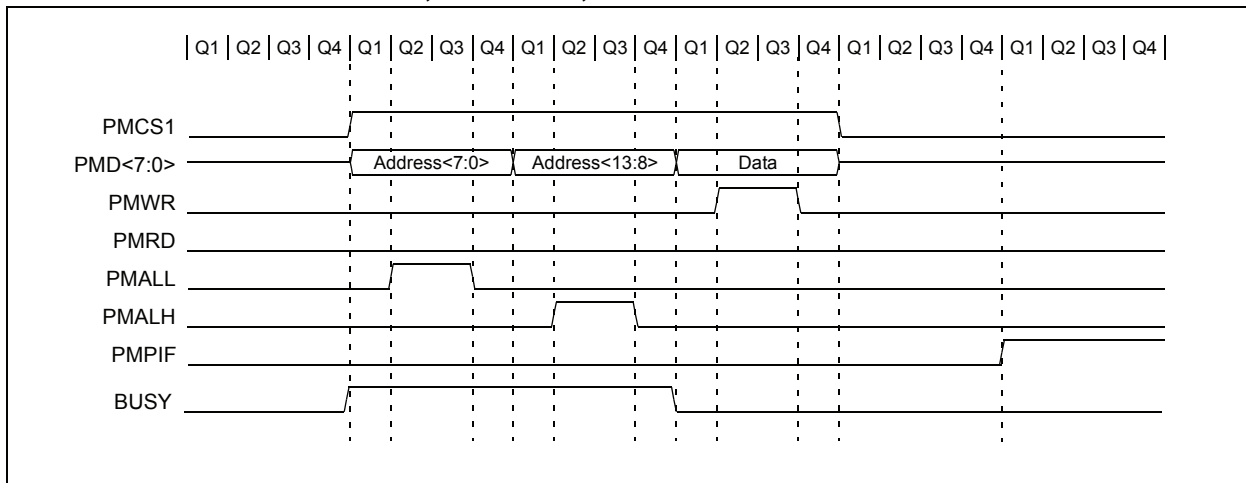 Q1 Q2 Q3 Q4 Q1 Q2 Q3 Q4 Q1 Q2 Q3 Q4 Q1 Q2 Q3 Q4 Q1 Q2 Q3 Q4 Q1 Q2 Q3 Q4
PMCS1
PMD<7:0> Address<7:0> Address<13:8> Data
PMWR
PMRD
PMALL
PMALH
PMPIF
BUSY